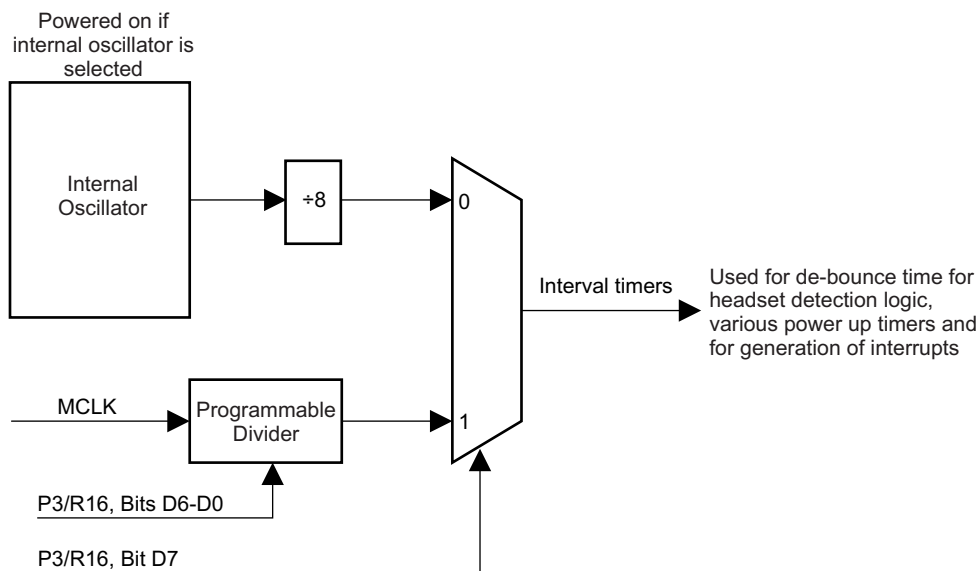 Powered on if
internal oscillator is
selected
Internal
Oscillator
÷8
0
Interval timers
Used for de-bounce time for
headset detection logic,
various power up timers and
for generation of interrupts
MCLK
Programmable
Divider
1
P3/R16, Bits D6-D0
P3/R16, Bit D7